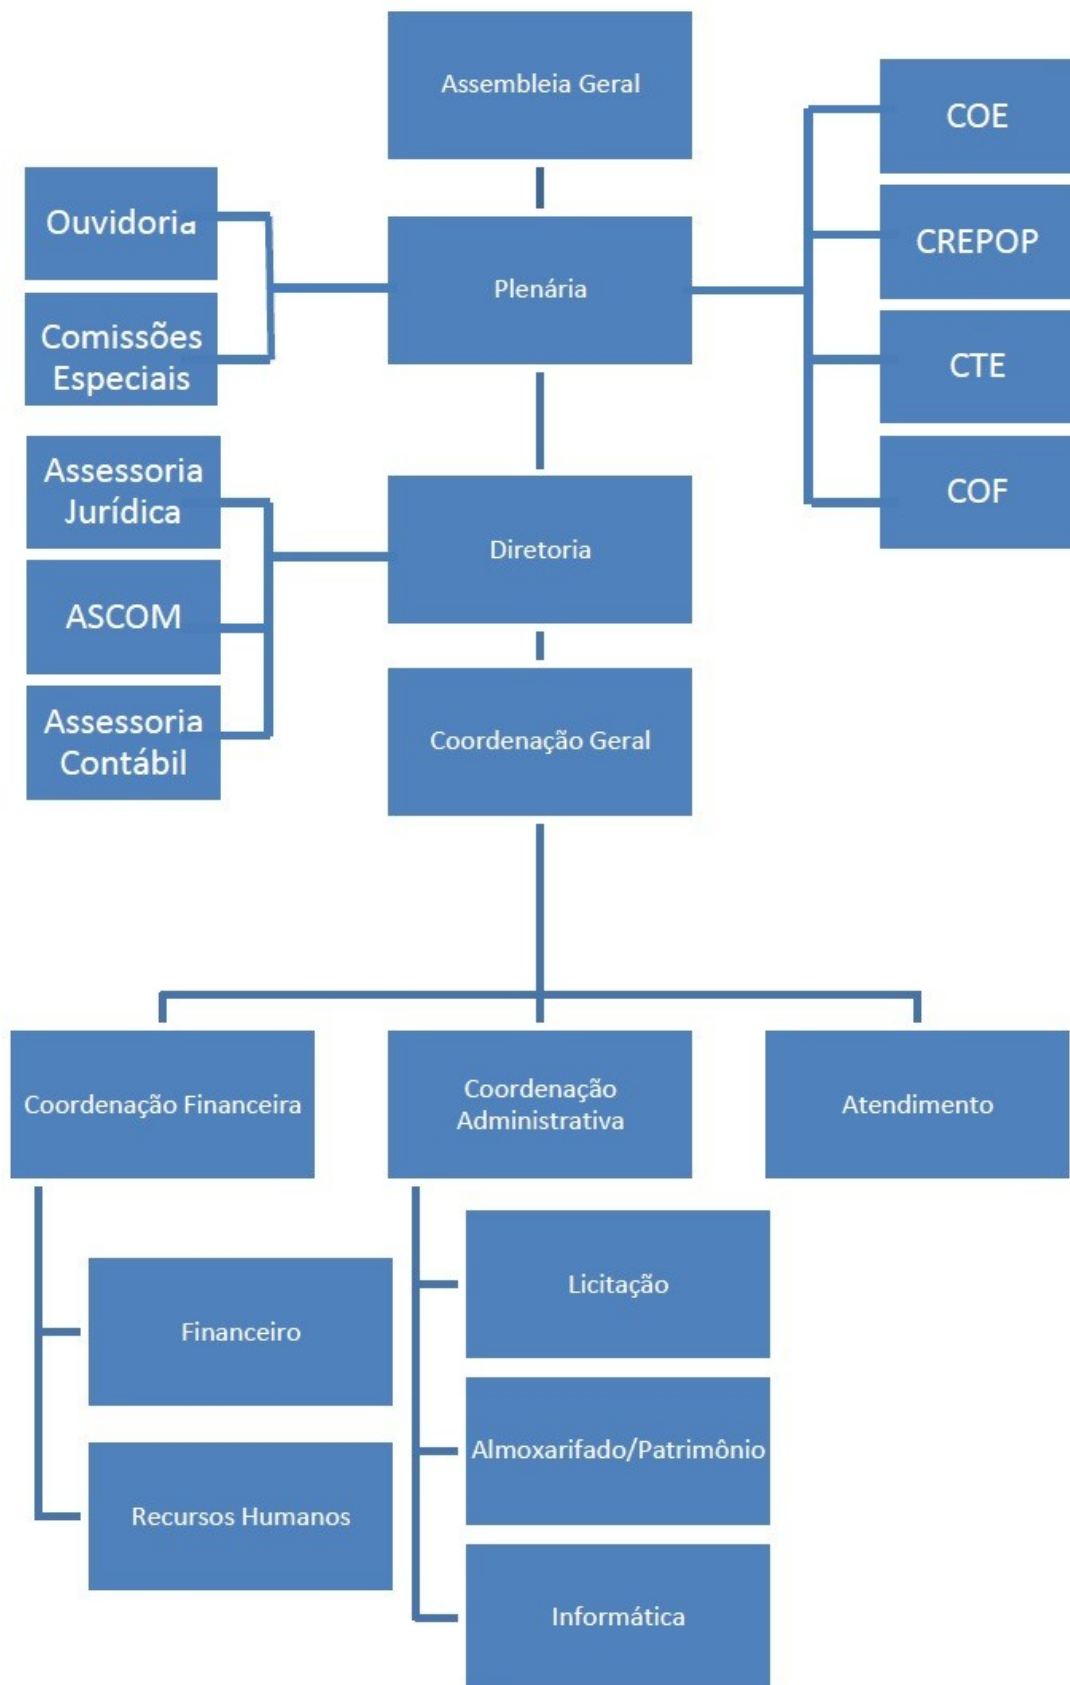 Assembleia Geral
COE
Ouvidoria
CREPOP
Plenária
Comissões
Especiais
CTE
Assessoria
Jurídica
COF
Diretoria
ASCOM
Assessoria
Contábil
Coordenação Geral
Coordenação Financeira
Coordenação
Administrativa
Atendimento
Licitação
Financeiro
Almoxarifado/Patrimônio
Recursos Humanos
Informática